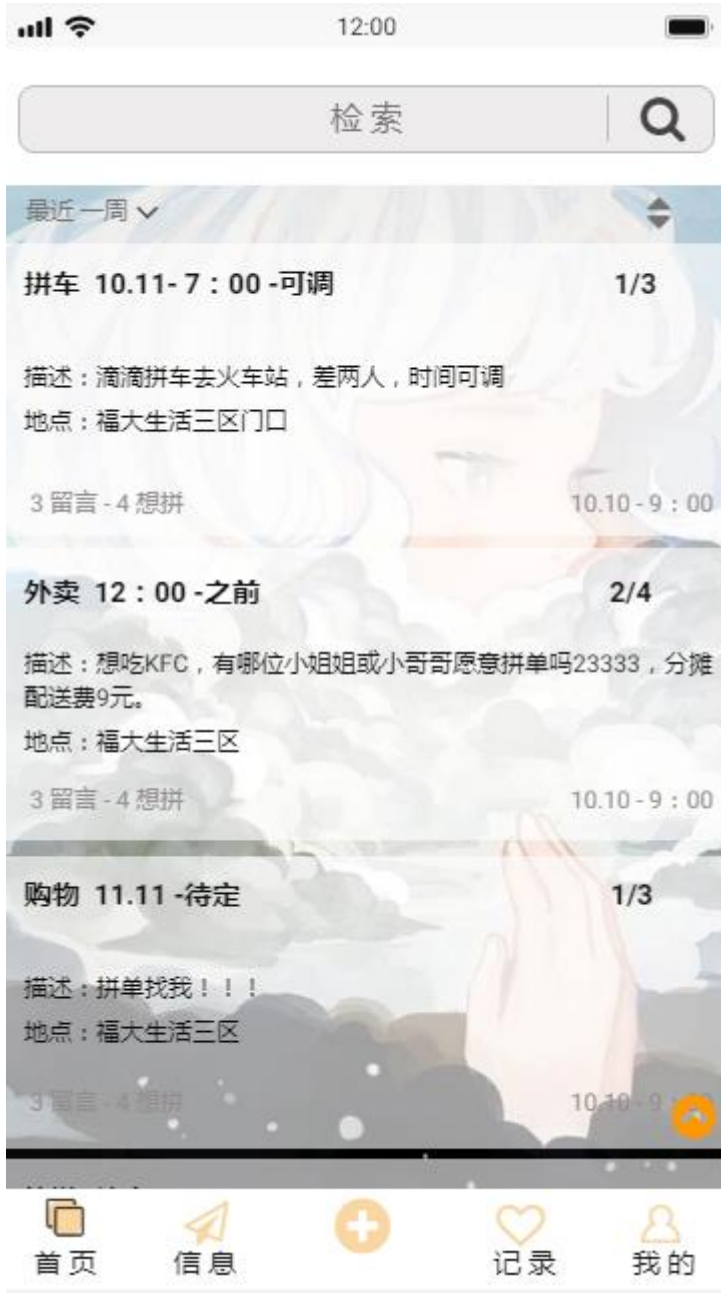 12:00
检索
最近一周
拼车 10.11- 7：00 -可调 1/3
描述：滴滴拼车去火车站，差两人，时间可调
地点：福大生活三区门口
3 留言 - 4 想拼 10.10 - 9：00
外卖 12：00 -之前 2/4
描述：想吃KFC，有哪位小姐姐或小哥哥愿意拼单吗23333，分摊
配送费9元。
地点：福大生活三区
3 留言 - 4 想拼 10.10 - 9：00
购物 11.11 -待定 1/3
描述：拼单找我！！！
地点：福大生活三区
3 留言 - 4 想拼 10.10 - 9：
首页 信息 记录 我的